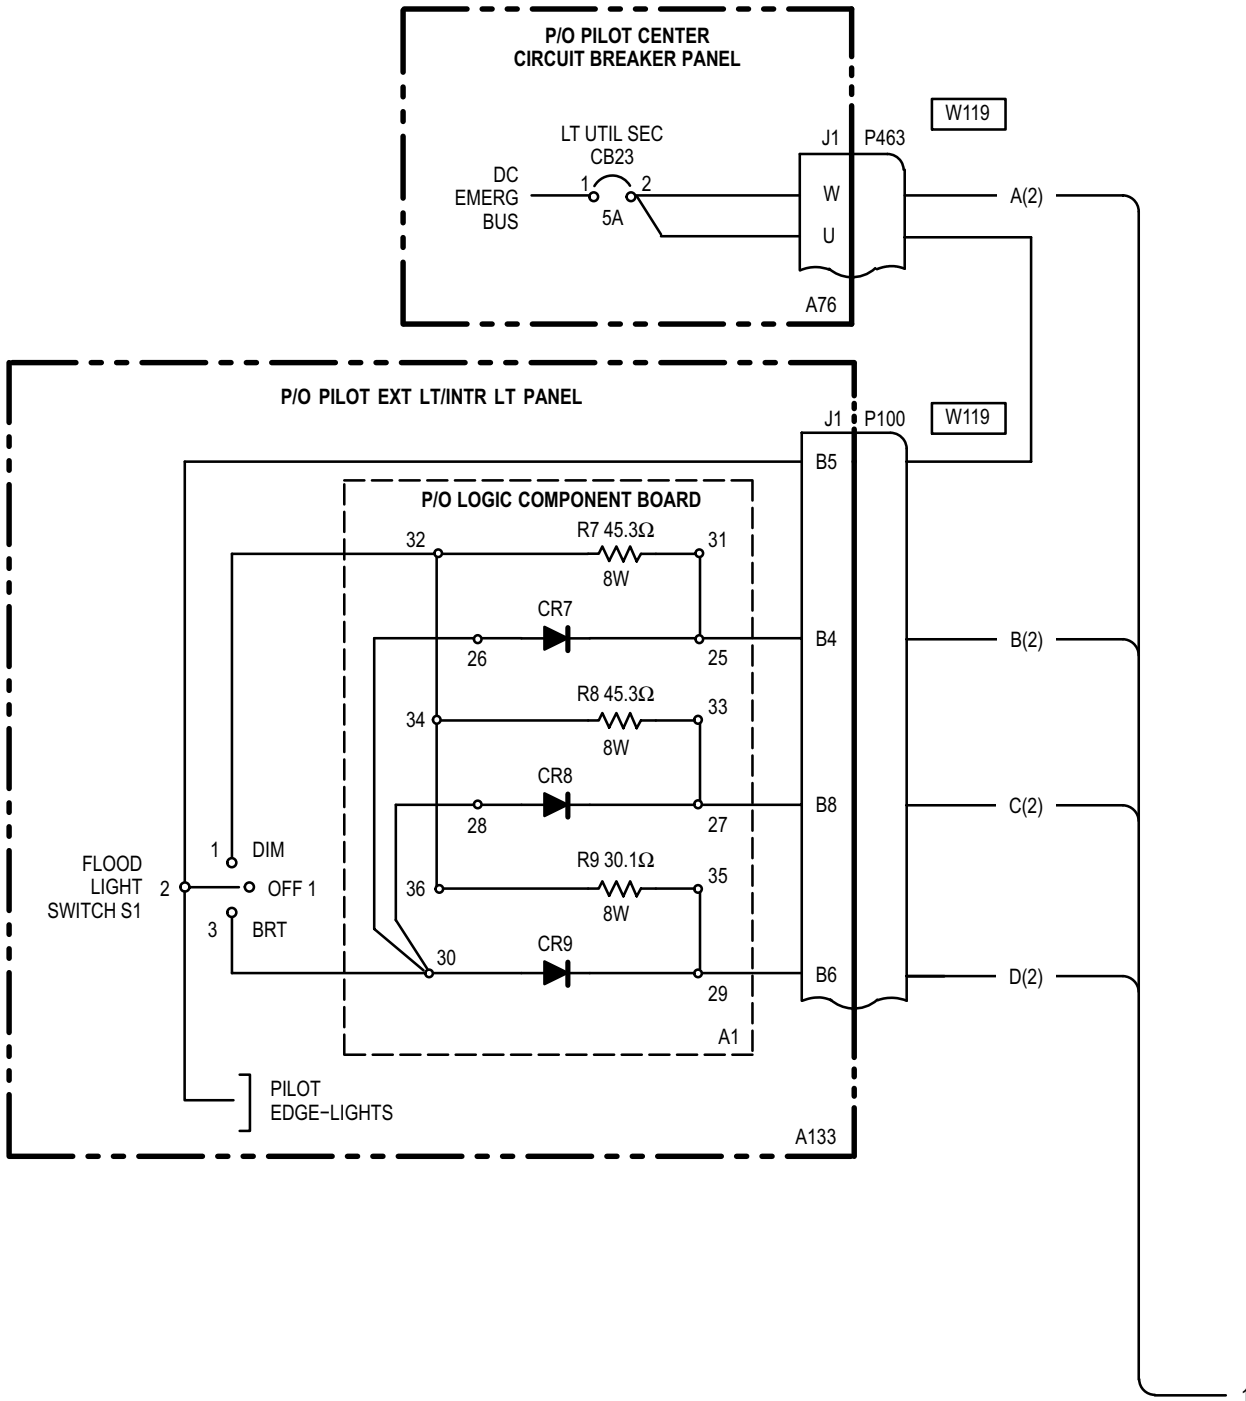 P/O PILOT CENTER
CIRCUIT BREAKER PANEL
W119
LT UTIL SEC
CB23
J1 P463
DC
EMERG
BUS
1 2
5A
W
A(2)
U
A76
P/O PILOT EXT LT/INTR LT PANEL
J1 P100
W119
B5
P/O LOGIC COMPONENT BOARD
32
R7 45.3Ω
31
8W
CR7
26
25
B4
B(2)
R8 45.3Ω
34
33
8W
CR8
28
27
B8
C(2)
FLOOD
LIGHT
SWITCH S1
1 DIM
2
OFF 1
3 BRT
R9 30.1Ω
36
35
8W
CR9
30
29
B6
D(2)
A1
PILOT
EDGE−LIGHTS
A133
1